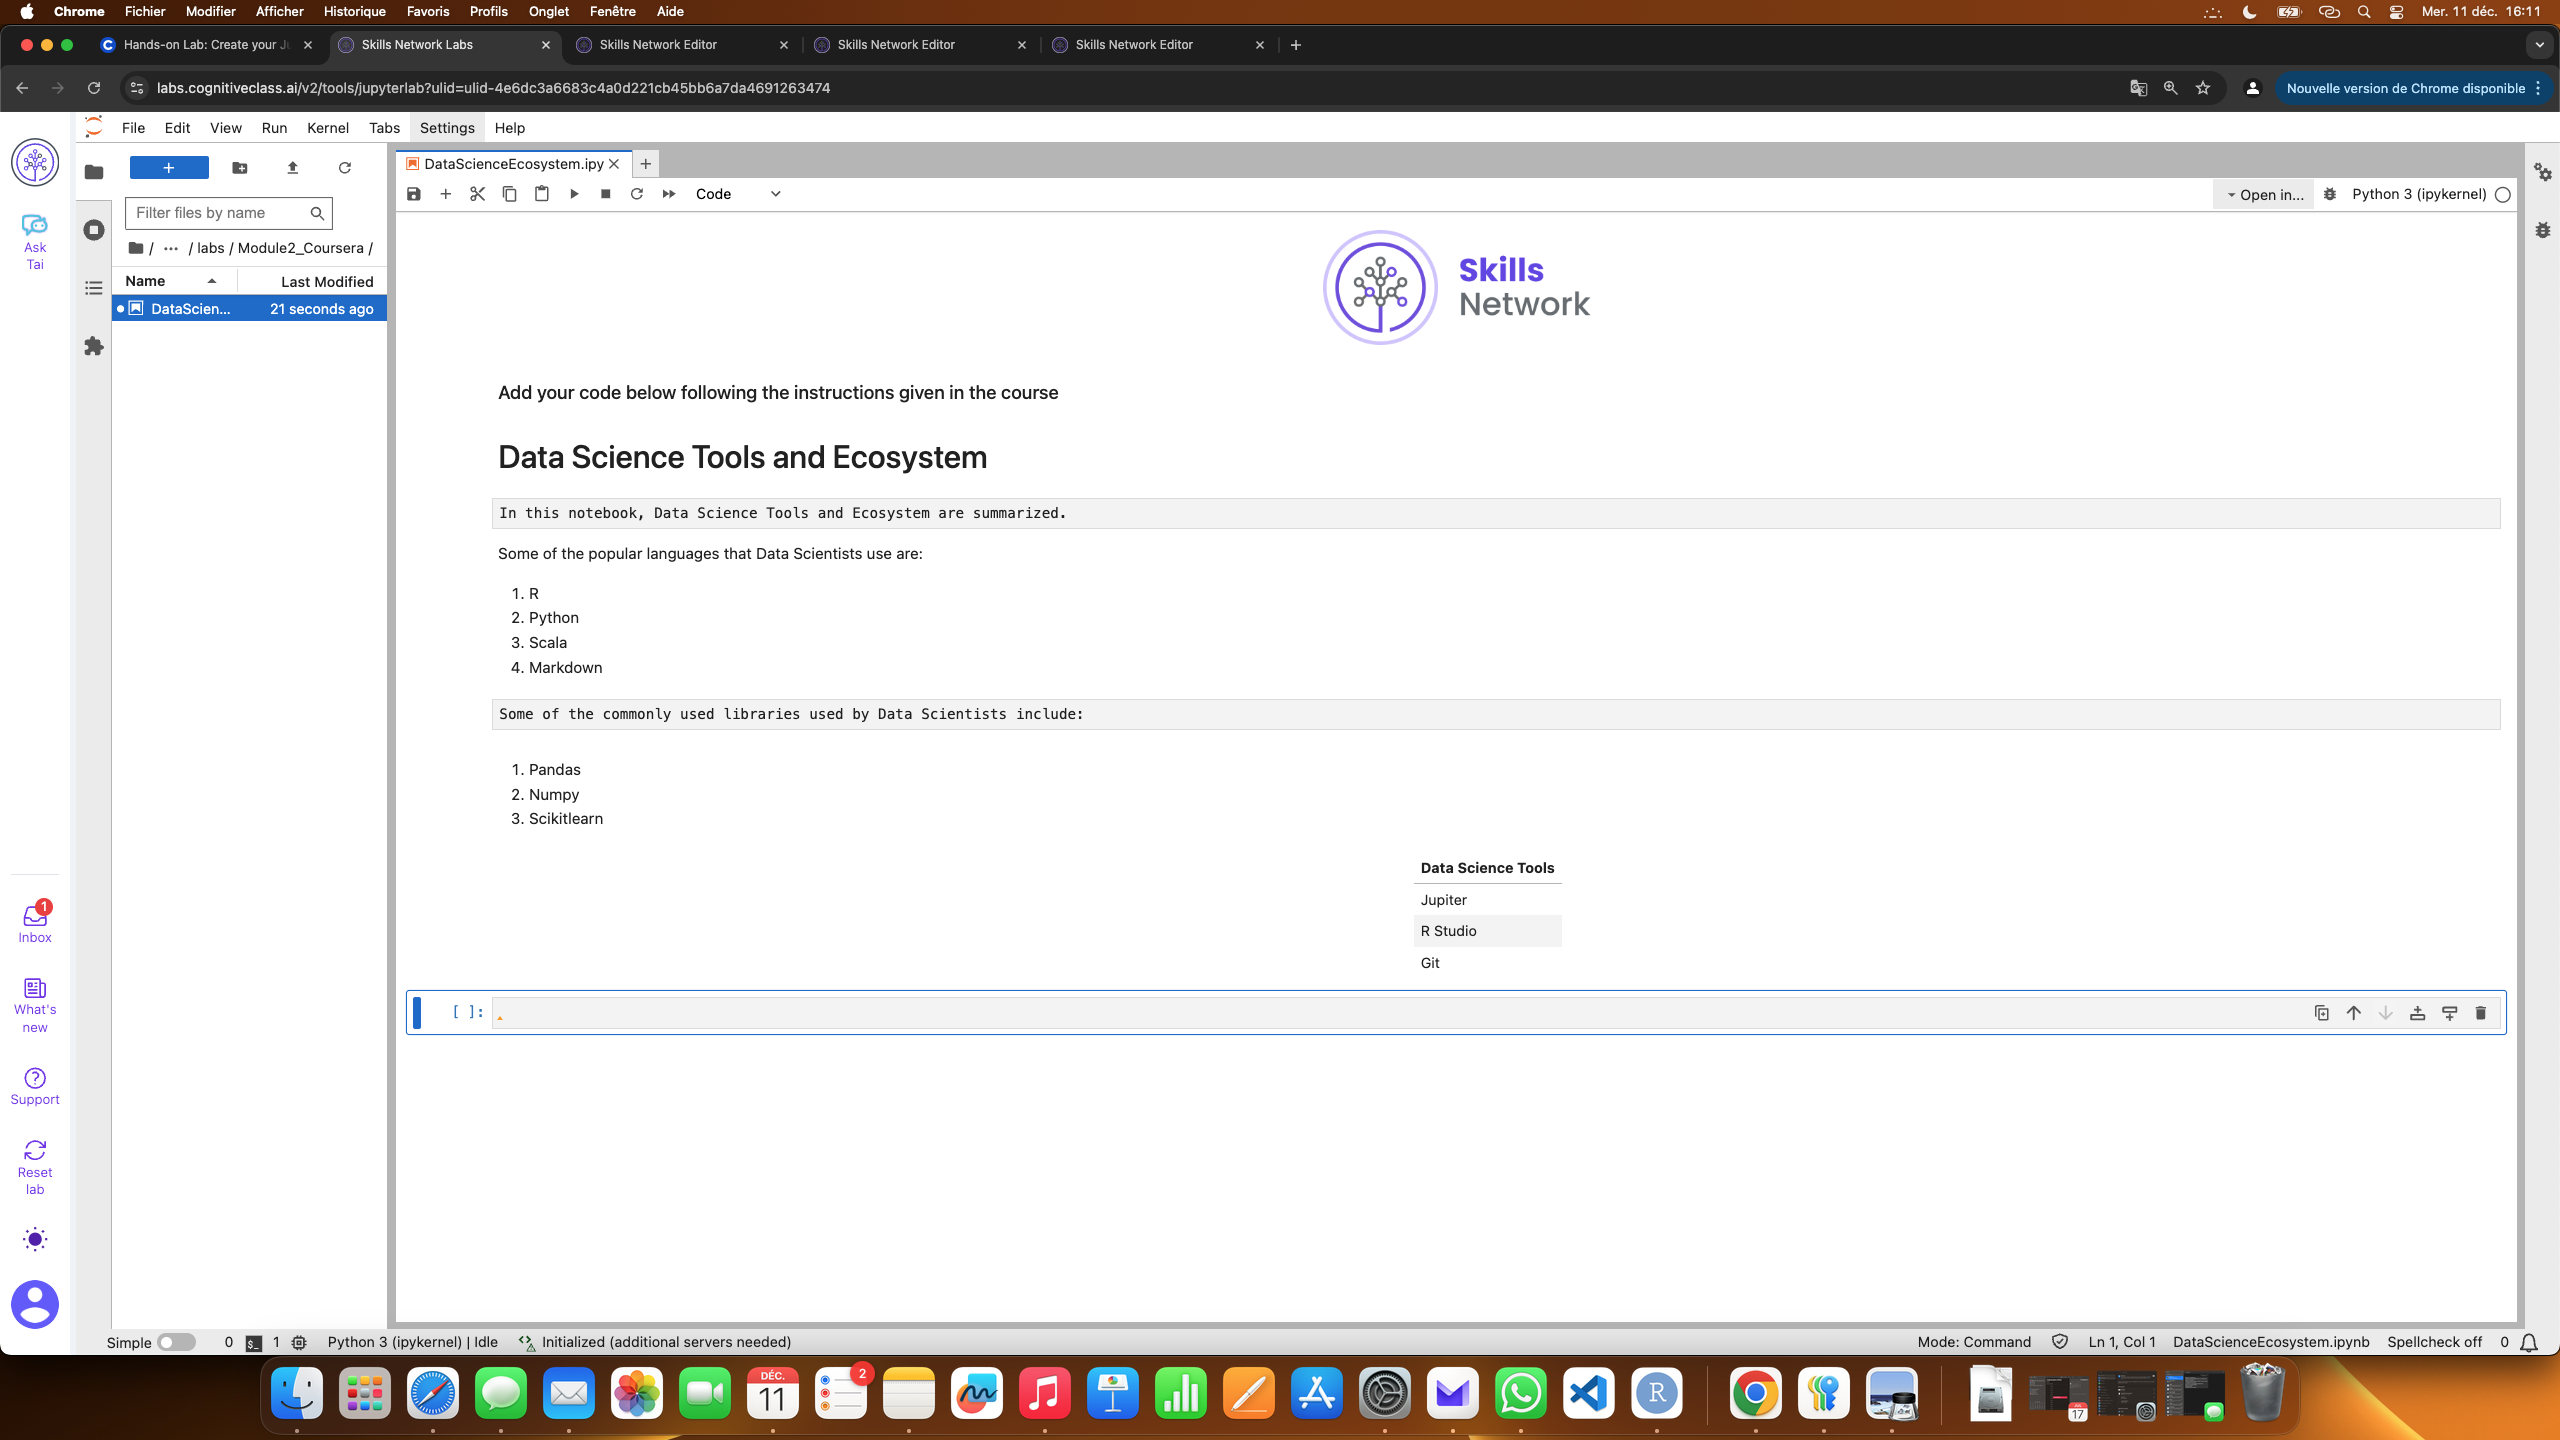 Chrome Fichier Modifier Afficher Historique Favoris Profils Onglet Fenêtre Aide Mer. 11 déc. 16:11
Hands-on Lab: Create your Ju Skills Network Labs Skills Network Editor Skills Network Editor Skills Network Editor
labs.cognitiveclass.ai/v2/tools/jupyterlab?ulid=ulid-4e6dc3a6683c4a0d221cb45bb6a7da4691263474 Nouvelle version de Chrome disponible
File Edit View Run Kernel Tabs Settings Help
DataScienceEcosystem.ipy
Code
Open in...
Python 3 (ipykernel)
Filter files by name
/ ... / labs / Module2_Coursera /
Name Last Modified
DataScien... 21 seconds ago
Ask
Tai
1
Inbox
What's
new
Support
Reset
lab
Skills
Network
Add your code below following the instructions given in the course
Data Science Tools and Ecosystem
In this notebook, Data Science Tools and Ecosystem are summarized.
Some of the popular languages that Data Scientists use are:
1. R
2. Python
3. Scala
4. Markdown
Some of the commonly used libraries used by Data Scientists include:
1. Pandas
2. Numpy
3. Scikitlearn
Data Science Tools
Jupiter
R Studio
Git
[ ]:
Simple 0 $_ 1 Python 3 (ipykernel) | Idle Initialized (additional servers needed) Mode: Command Ln 1, Col 1 DataScienceEcosystem.ipynb Spellcheck off 0
DÉC.
11
2
R
17